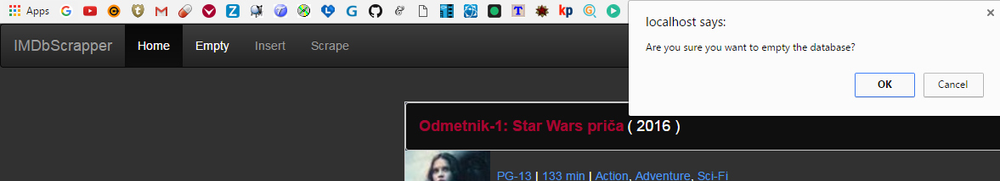 Apps
localhost says:
Are you sure you want to empty the database?
OK Cancel
IMDbScrapper Home Empty Insert Scrape
Odmetnik-1: Star Wars priča ( 2016 )
PG-13 | 133 min | Action, Adventure, Sci-Fi